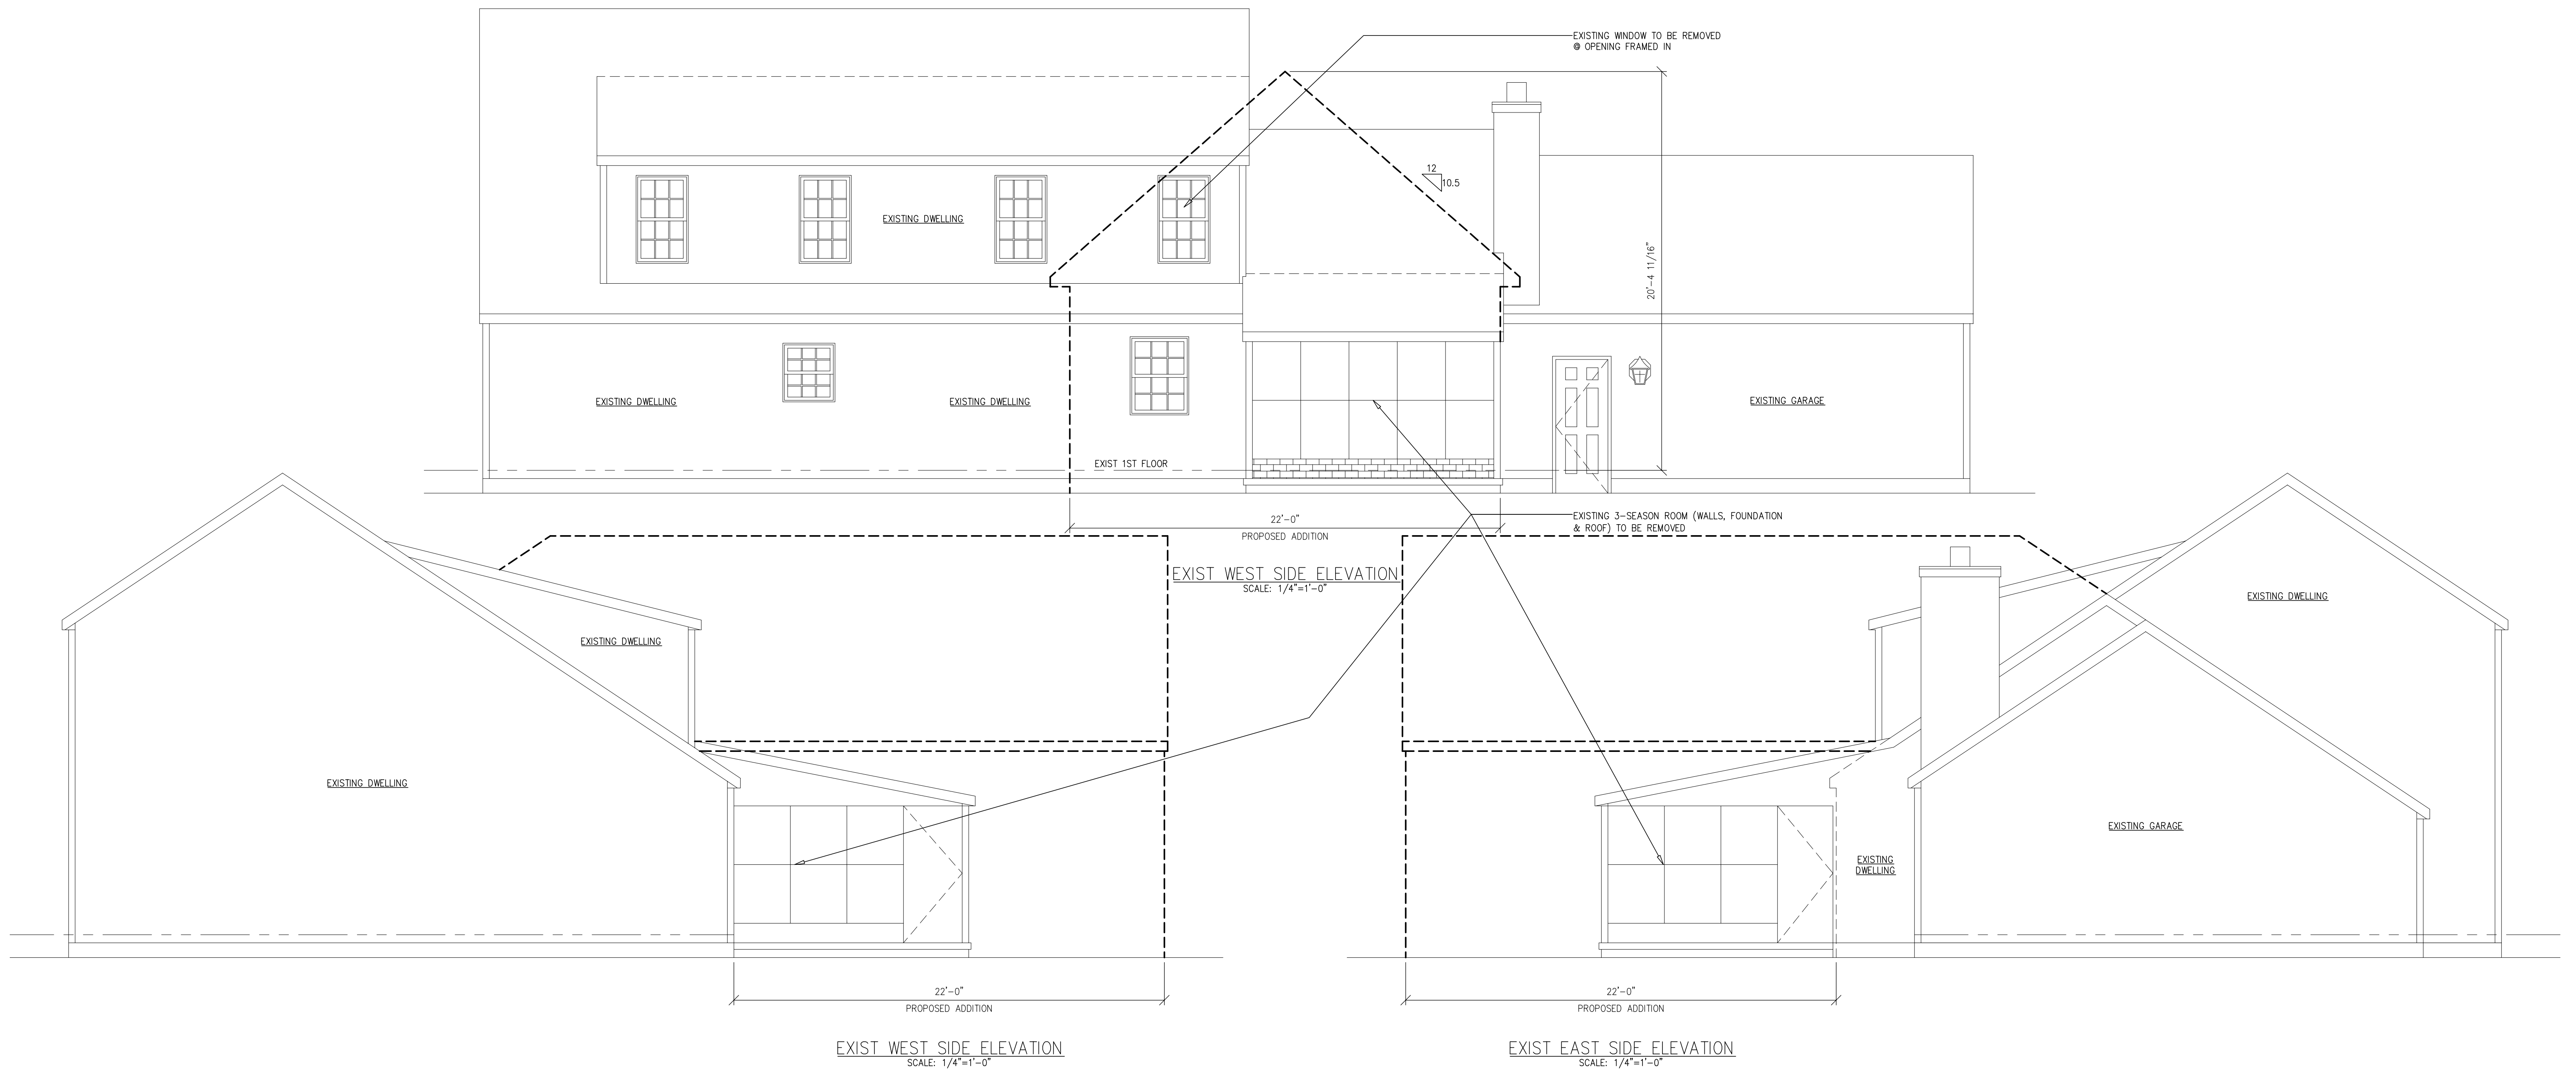 EXISTING WINDOW TO BE REMOVED
@ OPENING FRAMED IN
12
10.5
EXISTING DWELLING
20'-4 11/16"
EXISTING DWELLING
EXISTING DWELLING
EXISTING GARAGE
EXIST 1ST FLOOR
22'-0"
PROPOSED ADDITION
EXISTING 3-SEASON ROOM (WALLS, FOUNDATION
& ROOF) TO BE REMOVED
EXIST WEST SIDE ELEVATION
SCALE: 1/4"=1'-0"
EXISTING DWELLING
EXISTING DWELLING
22'-0"
PROPOSED ADDITION
EXIST WEST SIDE ELEVATION
SCALE: 1/4"=1'-0"
EXISTING DWELLING
EXISTING GARAGE
EXISTING
DWELLING
22'-0"
PROPOSED ADDITION
EXIST EAST SIDE ELEVATION
SCALE: 1/4"=1'-0"